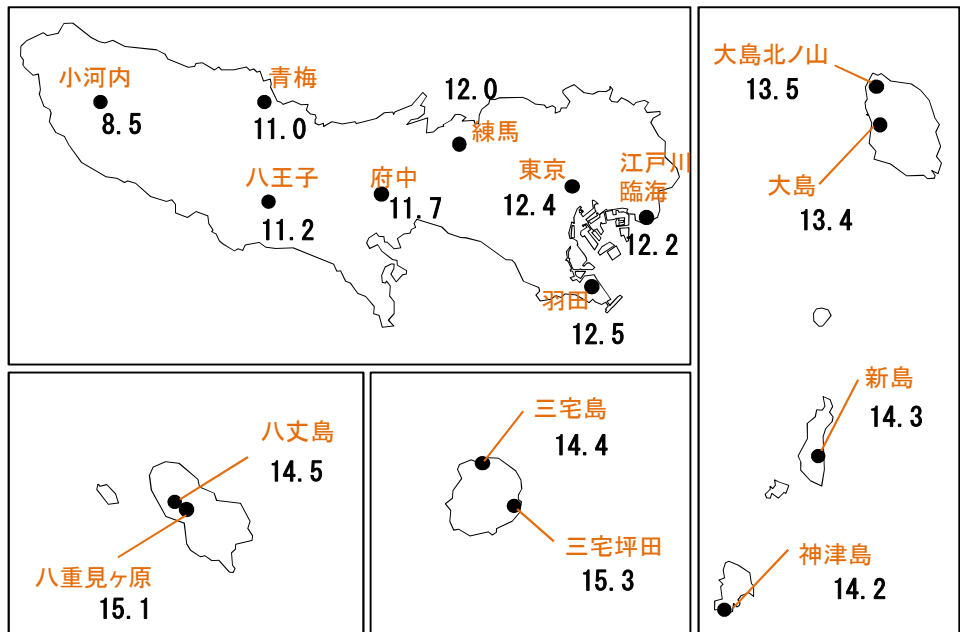 小河内
8.5
青梅
11.0
12.0
練馬
八王子
11.2
府中
11.7
東京
12.4
江戸川
臨海
12.2
羽田
12.5
大島北ノ山
13.5
大島
13.4
新島
14.3
神津島
14.2
八丈島
14.5
八重見ヶ原
15.1
三宅島
14.4
三宅坪田
15.3